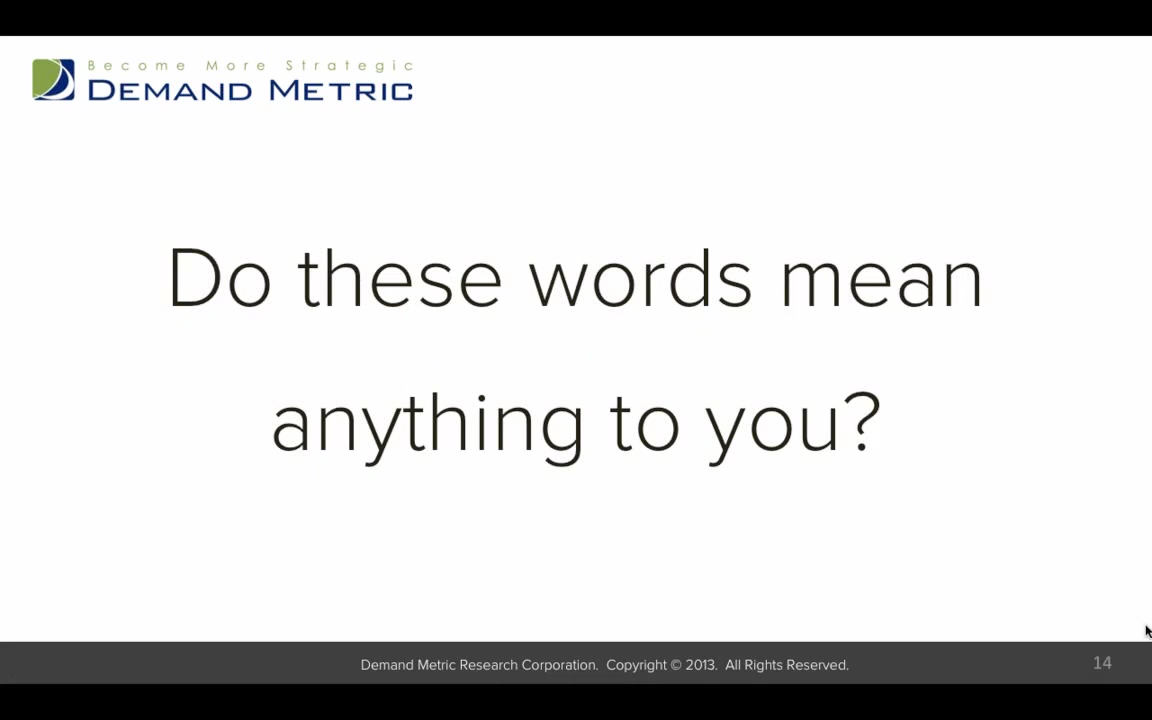 Become More Strategic
DEMAND METRIC
Do these words mean
anything to you?
Demand Metric Research Corporation. Copyright © 2013. All Rights Reserved.
14